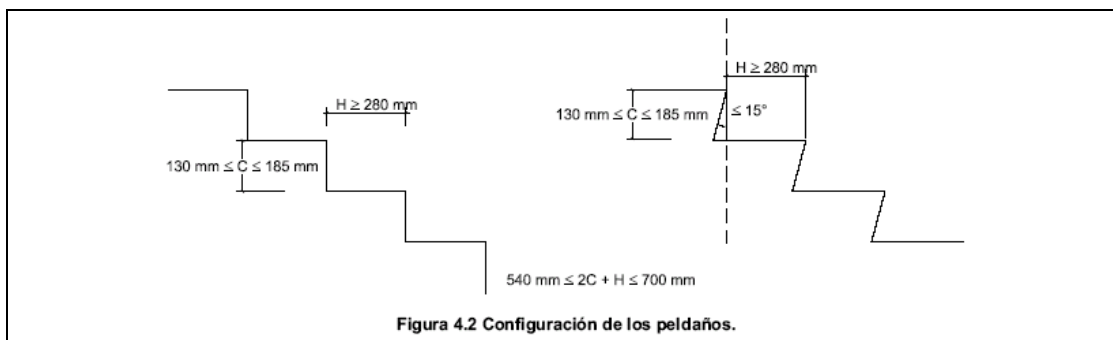 H ≥ 280 mm
130 mm ≤ C ≤ 185 mm
540 mm ≤ 2C + H ≤ 700 mm
H ≥ 280 mm
130 mm ≤ C ≤ 185 mm
≤ 15°
Figura 4.2 Configuración de los peldaños.